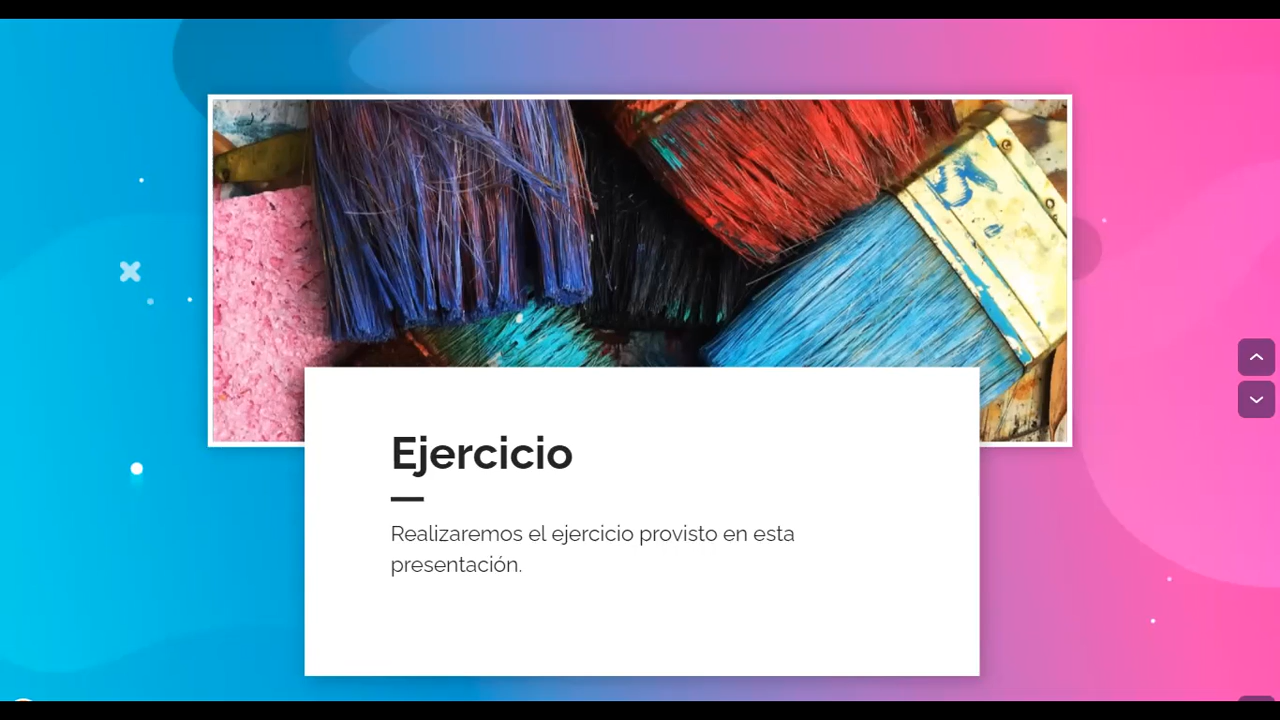 Ejercicio
Realizaremos el ejercicio provisto en esta
presentación.